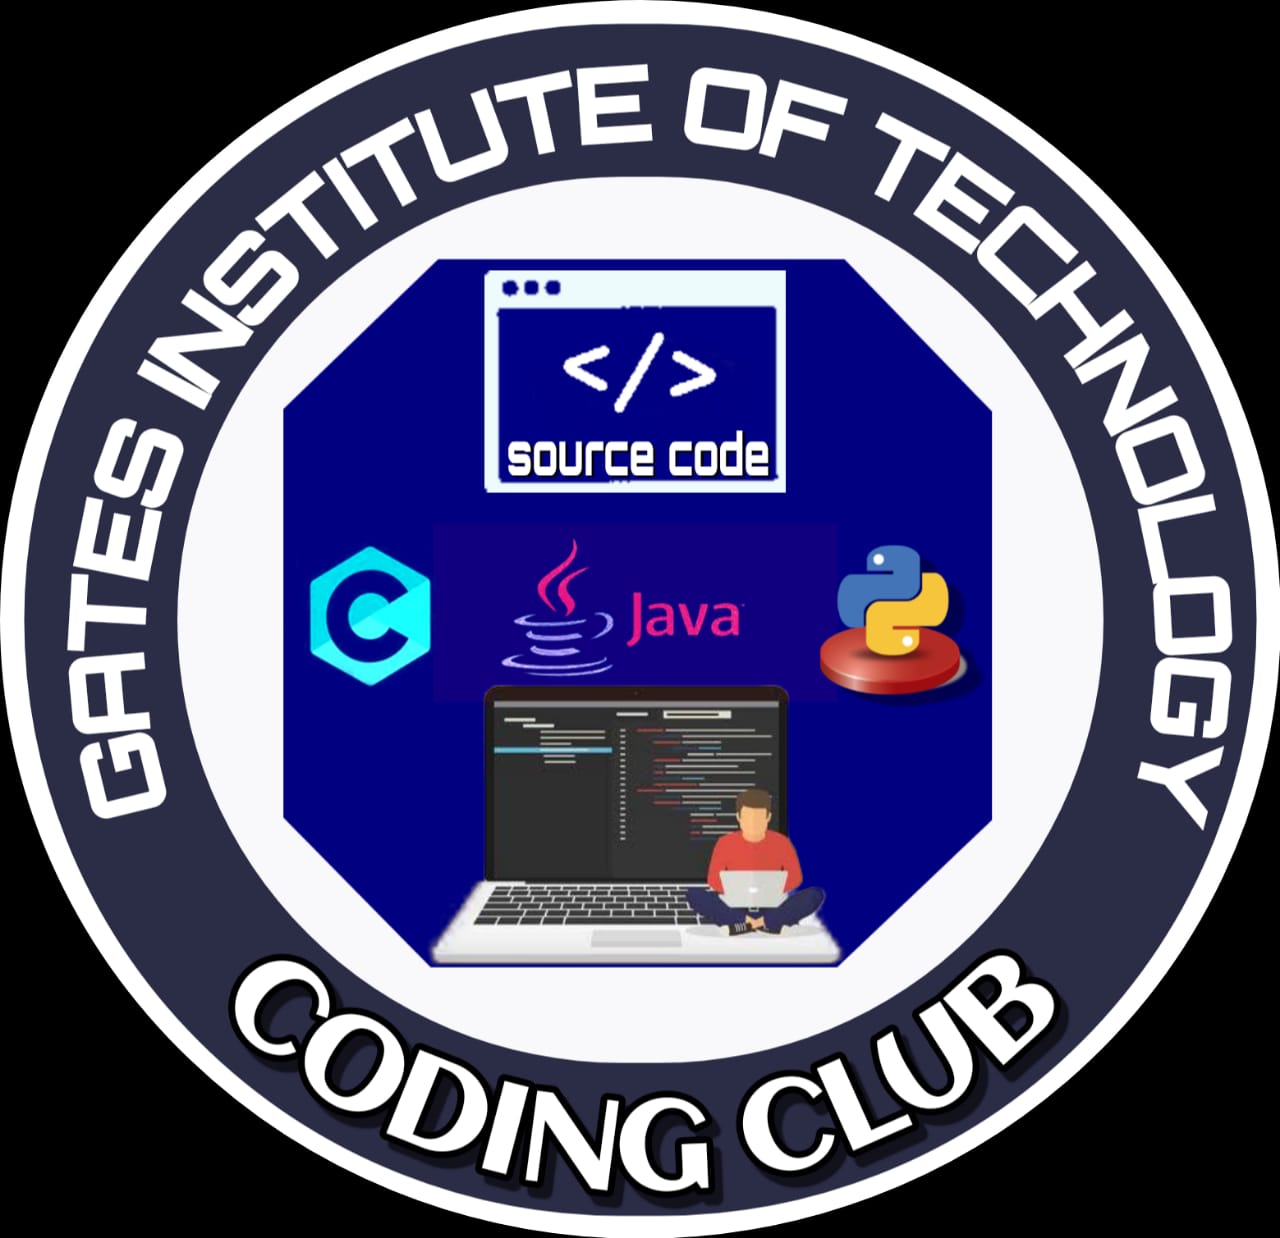 GATES INSTITUTE OF TECHNOLOGY
</>
source code
C
Java
CODING CLUB